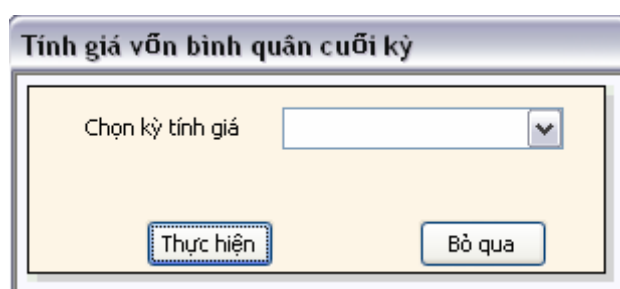 Tính giá vốn bình quân cuối kỳ
Chọn kỳ tính giá
Thực hiện Bỏ qua